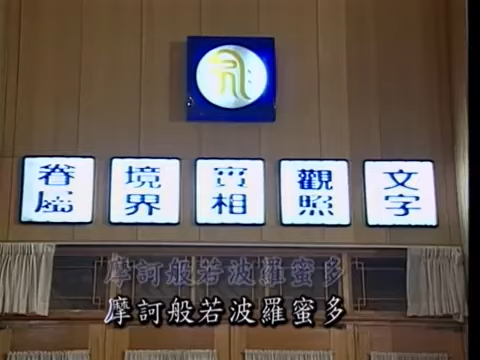 眷屬
境界
實相
觀照
文字
摩訶般若波羅蜜多
摩訶般若波羅蜜多